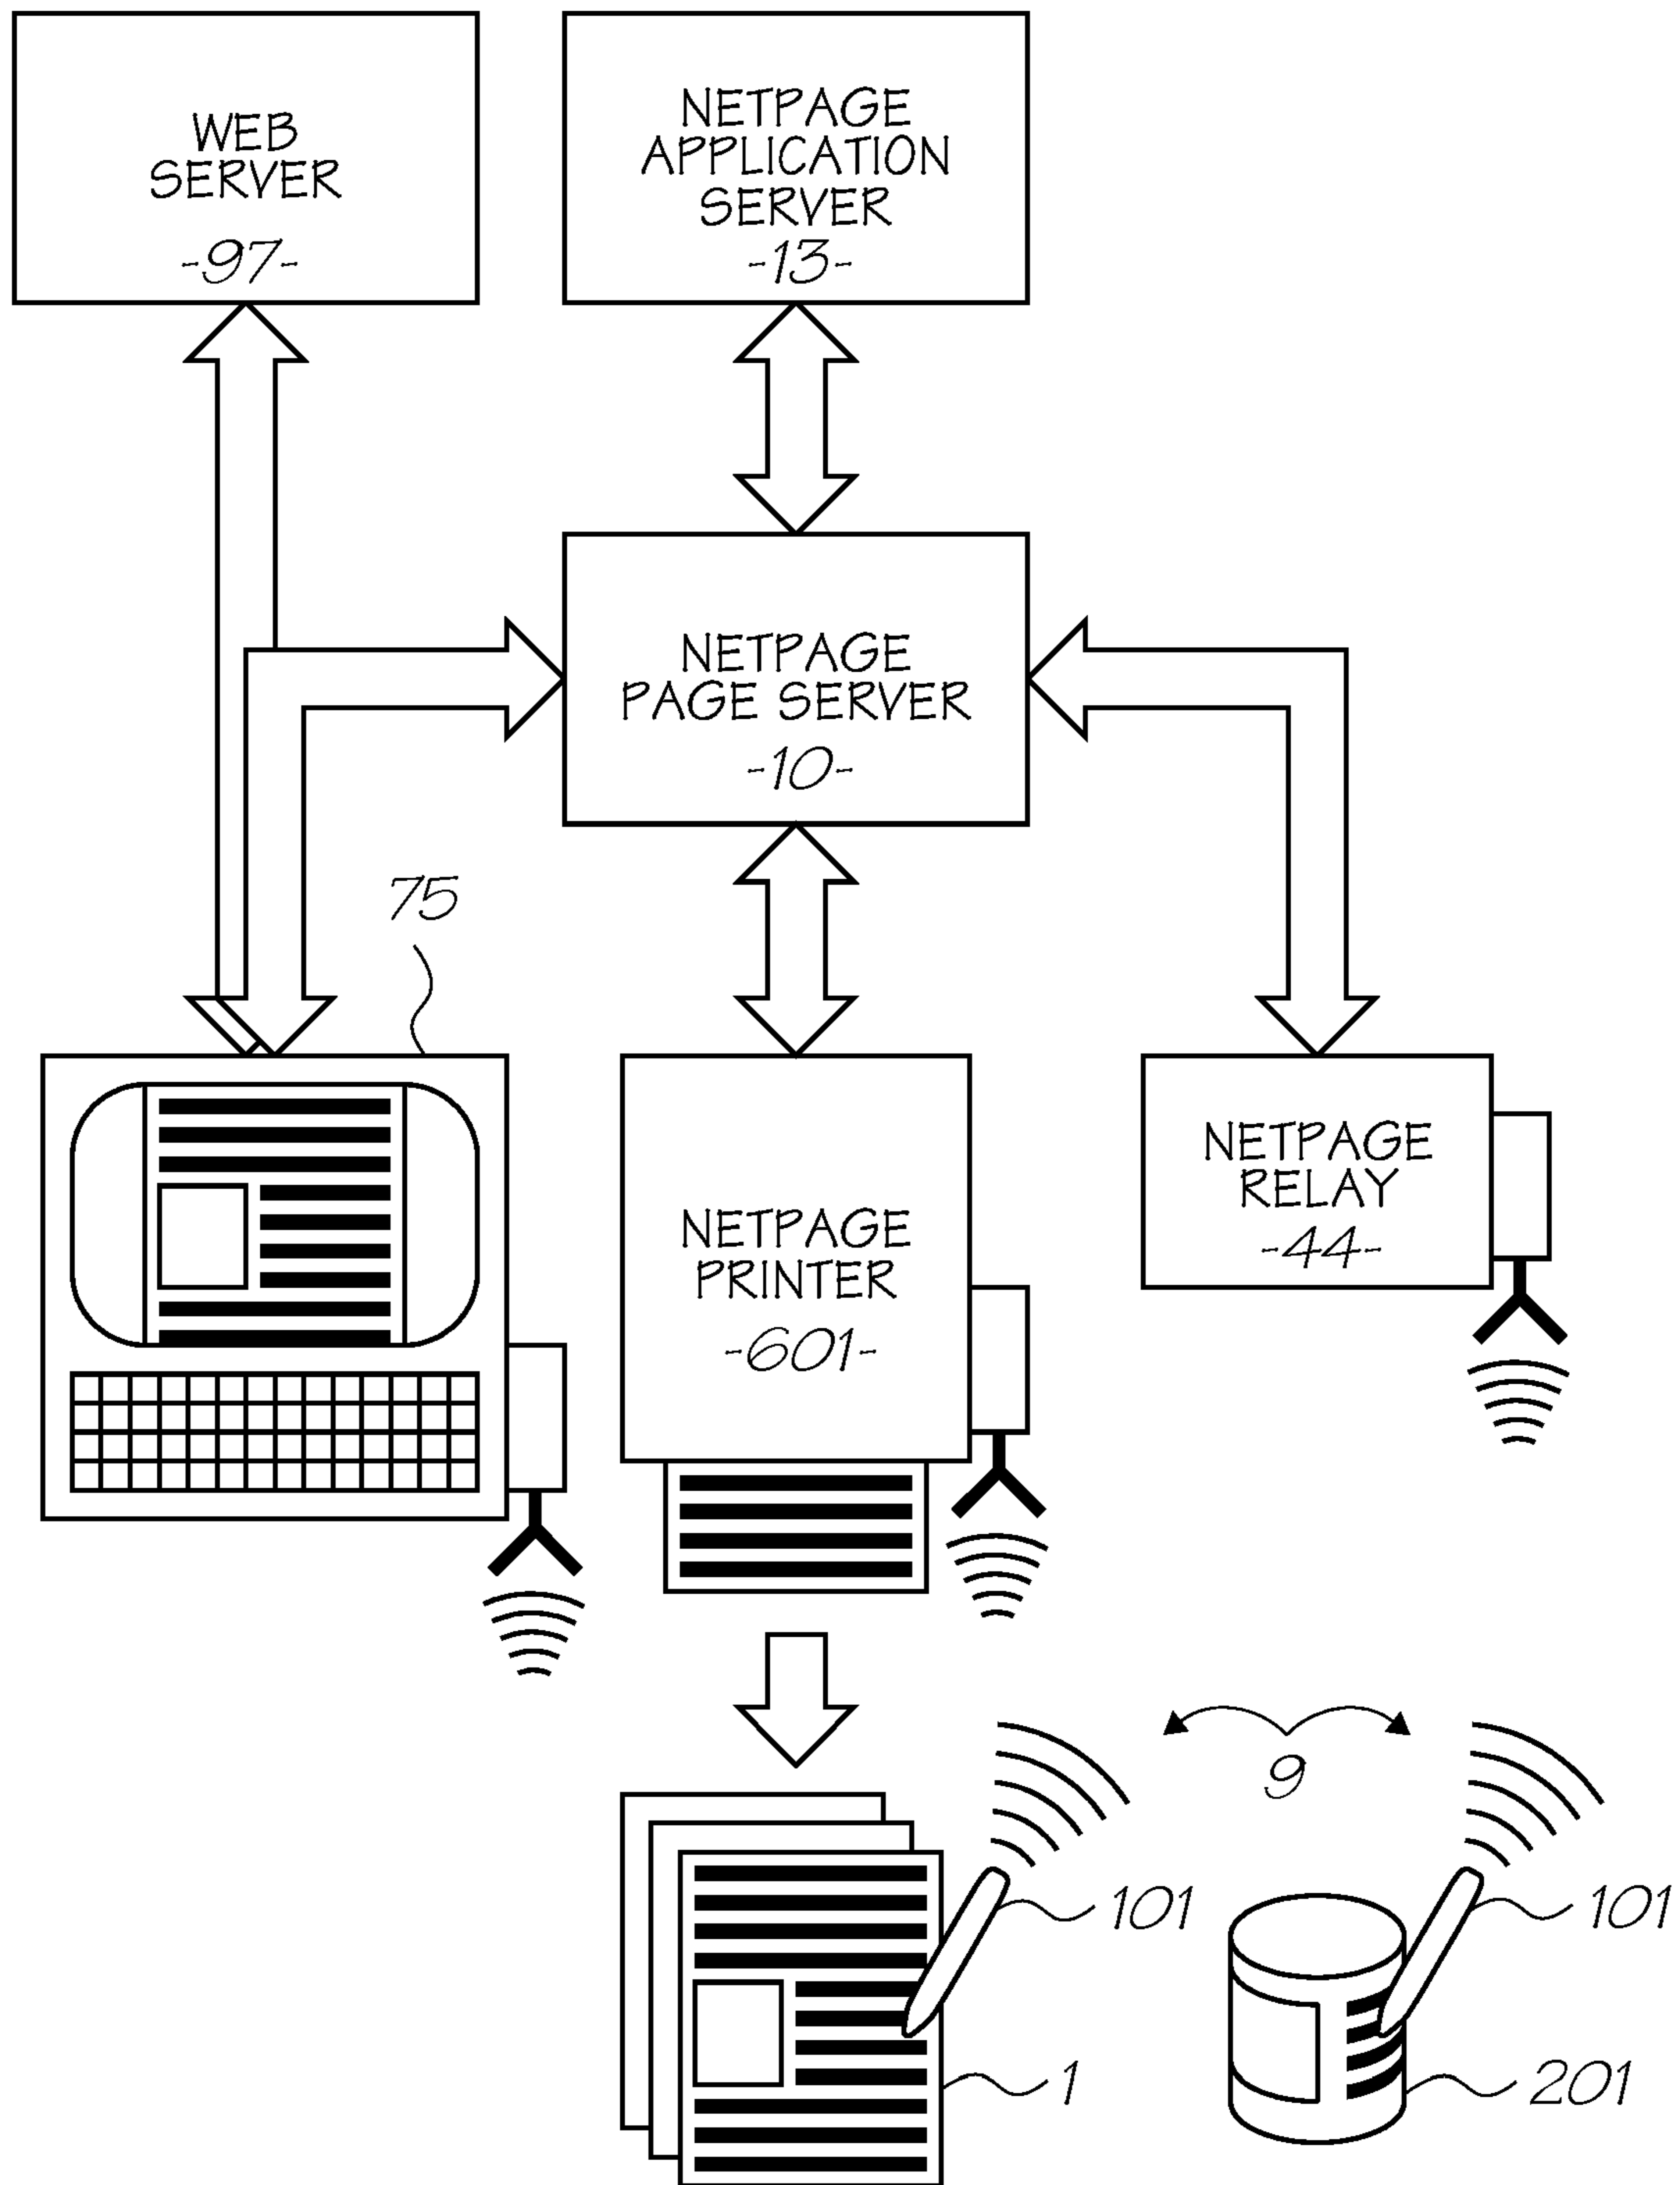 WEB
SERVER
-97-
NETPAGE
APPLICATION
SERVER
-13-
NETPAGE
PAGE SERVER
-10-
75
NETPAGE
PRINTER
-601-
NETPAGE
RELAY
-44-
9
101
101
1
201